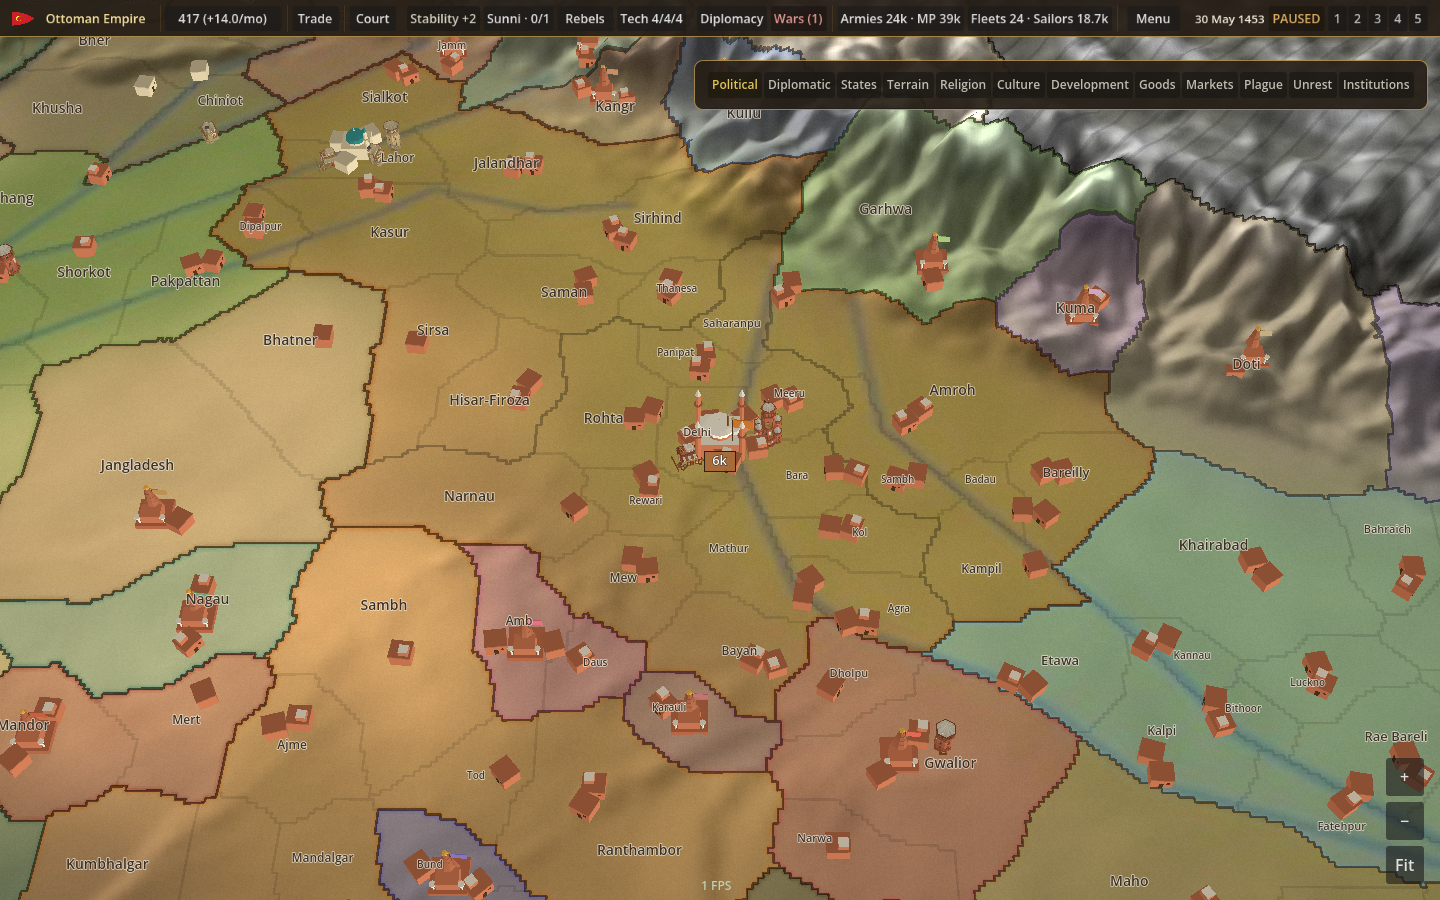 Ottoman Empire 417 (+14.0/mo) Trade Court Stability +2 Sunni · 0/1 Rebels Tech 4/4/4 Diplomacy Wars (1) Armies 24k · MP 39k Fleets 24 · Sailors 18.7k Menu 30 May 1453 PAUSED 1 2 3 4 5
Political Diplomatic States Terrain Religion Culture Development Goods Markets Plague Unrest Institutions
Bher
Jamm
Khusha
Chiniot
Sialkot
Kangr
Kullu
Lahor
Jalandhar
hang
Dipalpur
Kasur
Sirhind
Garhwa
Shorkot
Pakpattan
Saman
Thanesa
Kuma
Bhatner
Sirsa
Saharanpu
Panipat
Doti
Hisar-Firoza
Rohta
Delhi
Meeru
Amroh
6k
Jangladesh
Narnau
Rewari
Bara
Sambh
Badau
Bareilly
Kol
Bahraich
Mathur
Khairabad
Mew
Kampil
Nagau
Sambh
Amb
Agra
Daus
Bayan
Etawa
Kannau
Dholpu
Luckno
Mandor
Mert
Karauli
Bithoor
Ajme
Kalpi
Rae Bareli
Gwalior
Tod
+
−
Fatehpur
Narwa
Kumbhalgar
Mandalgar
Bund
Ranthambor
Maho
Fit
1 FPS